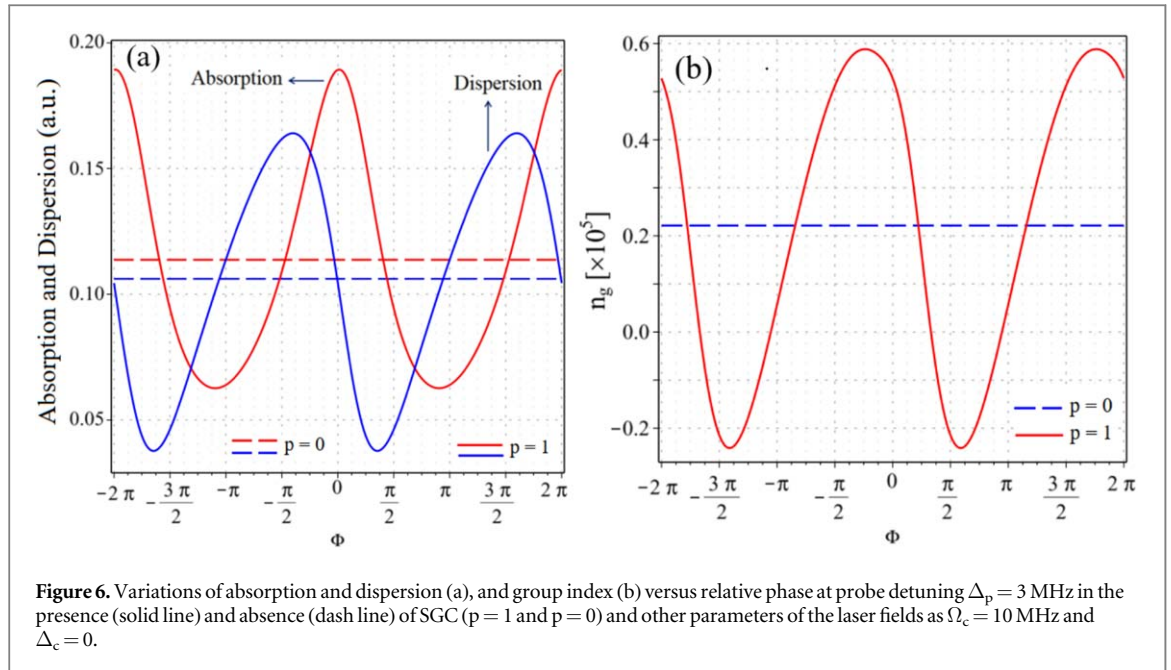 (a)
Absorption
Dispersion
Absorption and Dispersion (a.u.)
0.20
0.15
0.10
0.05
p = 0
p = 1
−2 π
− 3 π / 2
−π
− π / 2
0
π / 2
π
3 π / 2
2 π
Φ
(b)
n_g [×10^5]
0.6
0.4
0.2
0.0
−0.2
p = 0
p = 1
−2 π
− 3 π / 2
−π
− π / 2
0
π / 2
π
3 π / 2
2 π
Φ
Figure 6. Variations of absorption and dispersion (a), and group index (b) versus relative phase at probe detuning Δp = 3 MHz in the
presence (solid line) and absence (dash line) of SGC (p = 1 and p = 0) and other parameters of the laser fields as Ωc = 10 MHz and
Δc = 0.